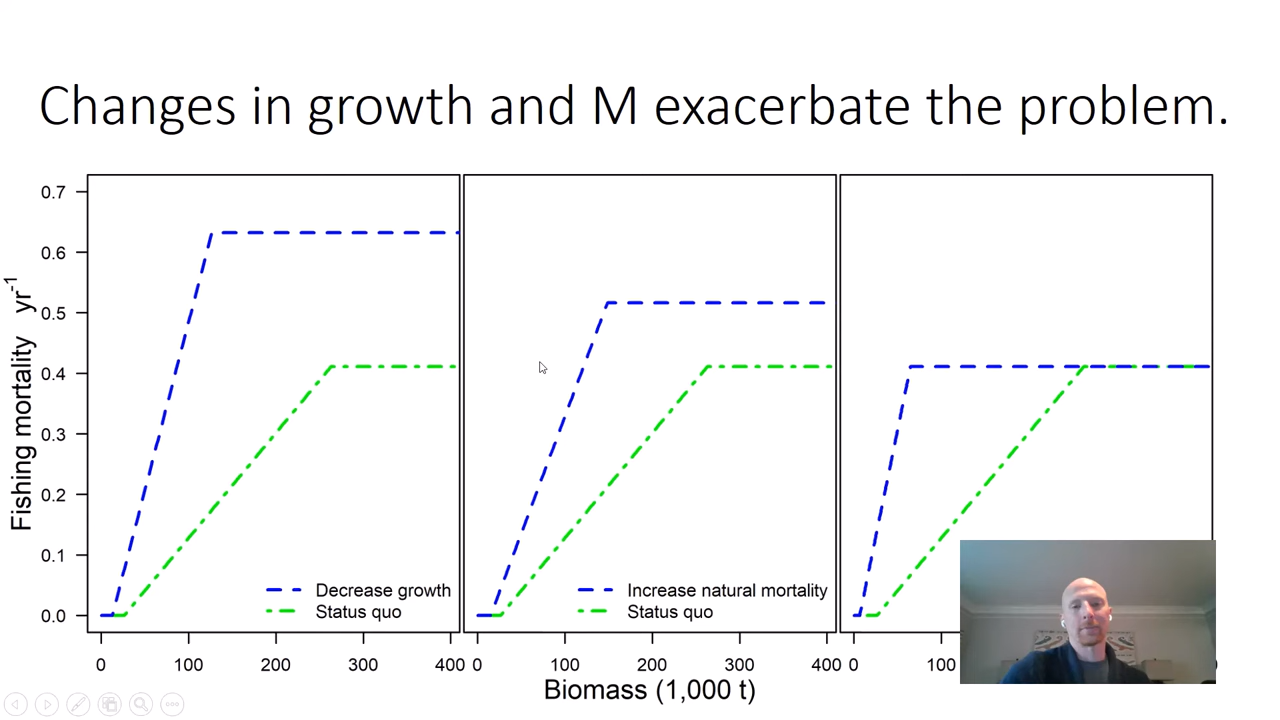 Changes in growth and M exacerbate the problem.
Fishing mortality yr-1
0.7
0.6
0.5
0.4
0.3
0.2
0.1
0.0
Decrease growth
Status quo
Increase natural mortality
Status quo
0 100 200 300 400
0 100 200 300 400
0 100
Biomass (1,000 t)